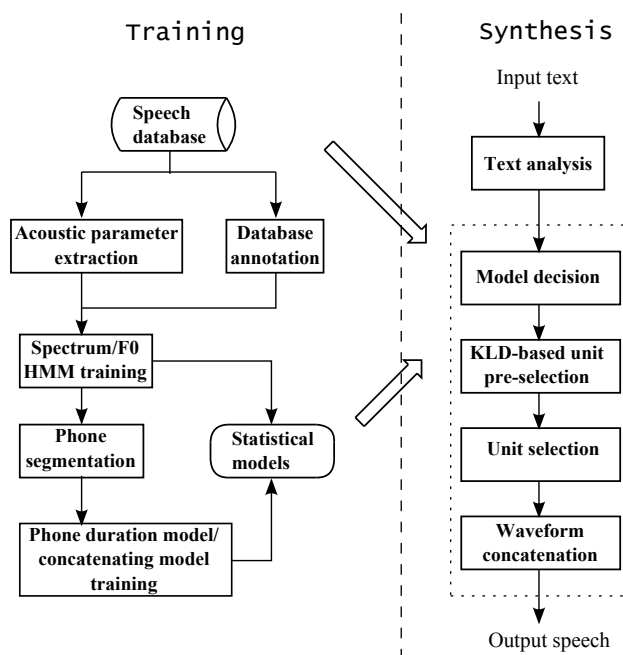 Training
Speech
database
Acoustic parameter
extraction
Database
annotation
Spectrum/F0
HMM training
Phone
segmentation
Statistical
models
Phone duration model/
concatenating model
training
Synthesis
Input text
Text analysis
Model decision
KLD-based unit
pre-selection
Unit selection
Waveform
concatenation
Output speech